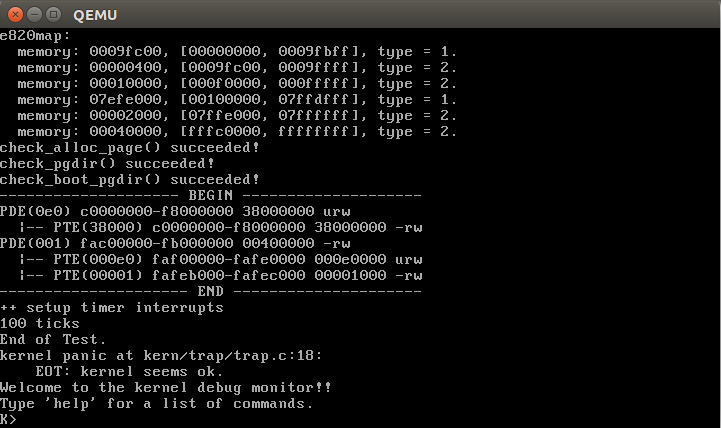 QEMU
e820map:
  memory: 0009fc00, [00000000, 0009fbff], type = 1.
  memory: 00000400, [0009fc00, 0009ffff], type = 2.
  memory: 00010000, [000f0000, 000fffff], type = 2.
  memory: 07efe000, [00100000, 07ffdfff], type = 1.
  memory: 00002000, [07ffe000, 07ffffff], type = 2.
  memory: 00040000, [fffc0000, ffffffff], type = 2.
check_alloc_page() succeeded!
check_pgdir() succeeded!
check_boot_pgdir() succeeded!
-------------------- BEGIN --------------------
PDE(0e0) c0000000-f8000000 38000000 urw
  |-- PTE(38000) c0000000-f8000000 38000000 -rw
PDE(001) fac00000-fb000000 00400000 -rw
  |-- PTE(000e0) faf00000-fafe0000 000e0000 urw
  |-- PTE(00001) fafeb000-fafec000 00001000 -rw
--------------------- END ---------------------
++ setup timer interrupts
100 ticks
End of Test.
kernel panic at kern/trap/trap.c:18:
    EOT: kernel seems ok.
Welcome to the kernel debug monitor!!
Type 'help' for a list of commands.
K>